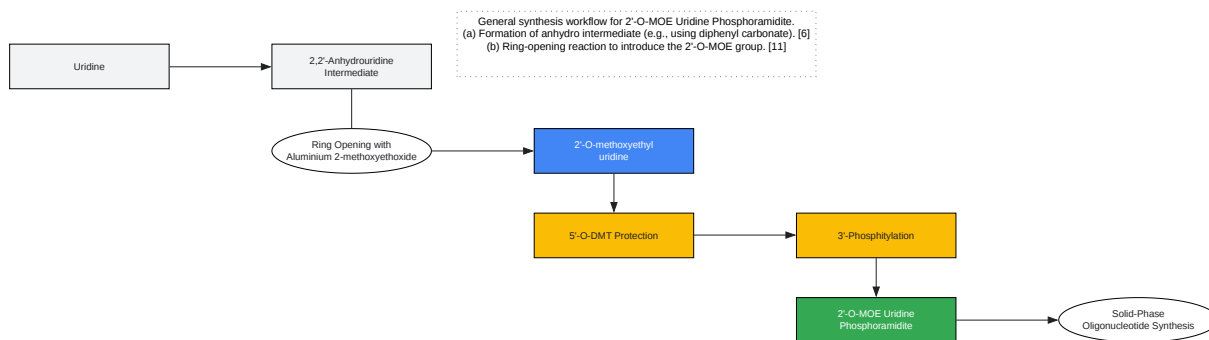 General synthesis workflow for 2'-O-MOE Uridine Phosphoramidite.
(a) Formation of anhydro intermediate (e.g., using diphenyl carbonate). [6]
(b) Ring-opening reaction to introduce the 2'-O-MOE group. [11]
Uridine
2,2'-Anhydrouridine
Intermediate
Ring Opening with
Aluminium 2-methoxyethoxide
2'-O-methoxyethyl
uridine
5'-O-DMT Protection
3'-Phosphitylation
2'-O-MOE Uridine
Phosphoramidite
Solid-Phase
Oligonucleotide Synthesis